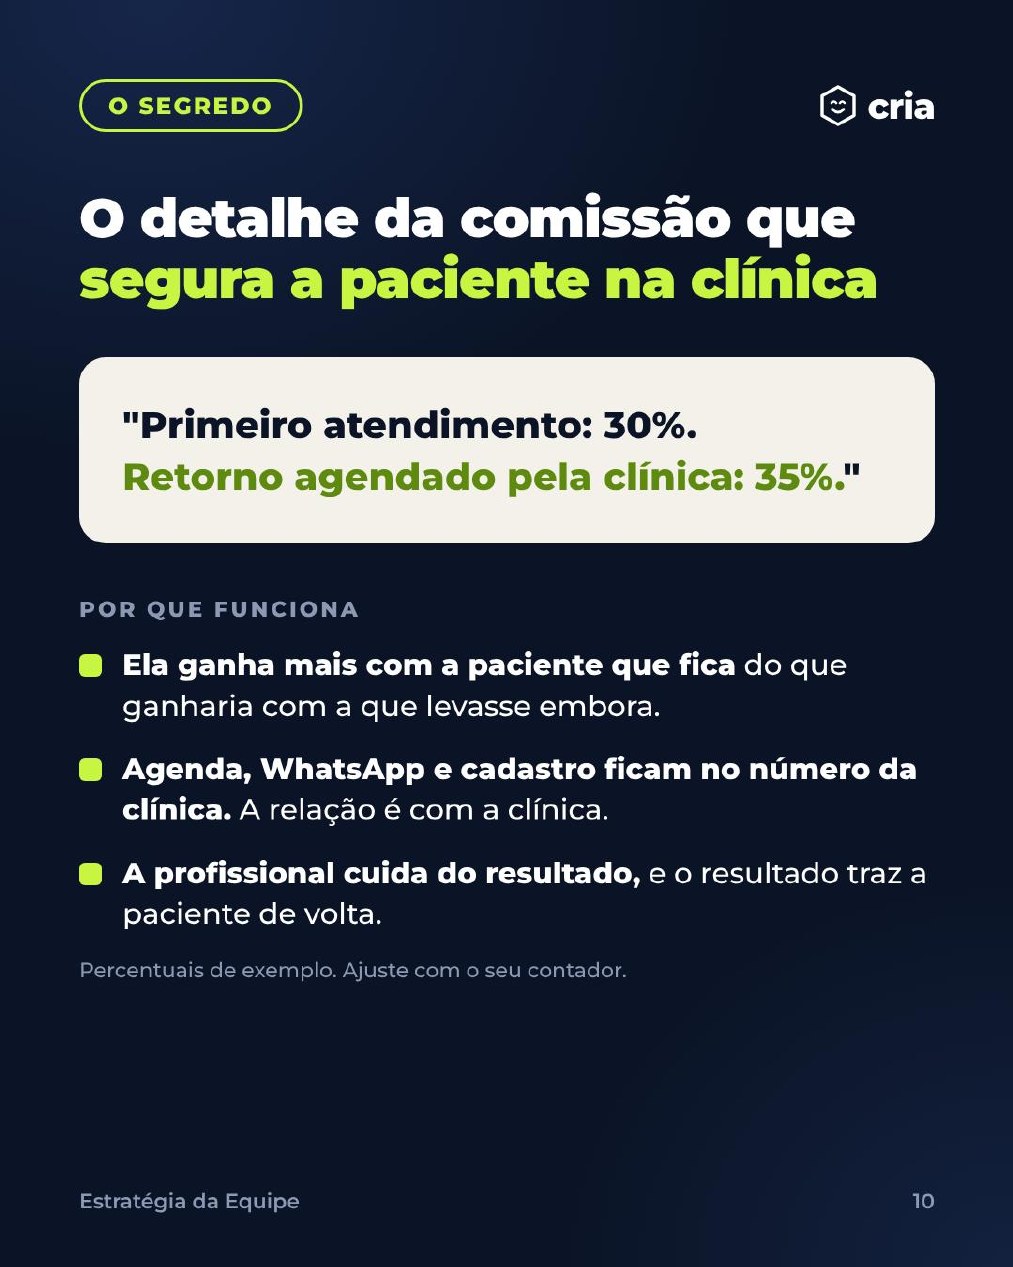 O SEGREDO
cria
O detalhe da comissão que
segura a paciente na clínica
"Primeiro atendimento: 30%.
Retorno agendado pela clínica: 35%."
POR QUE FUNCIONA
Ela ganha mais com a paciente que fica do que
ganharia com a que levasse embora.
Agenda, WhatsApp e cadastro ficam no número da
clínica. A relação é com a clínica.
A profissional cuida do resultado, e o resultado traz a
paciente de volta.
Percentuais de exemplo. Ajuste com o seu contador.
Estratégia da Equipe
10